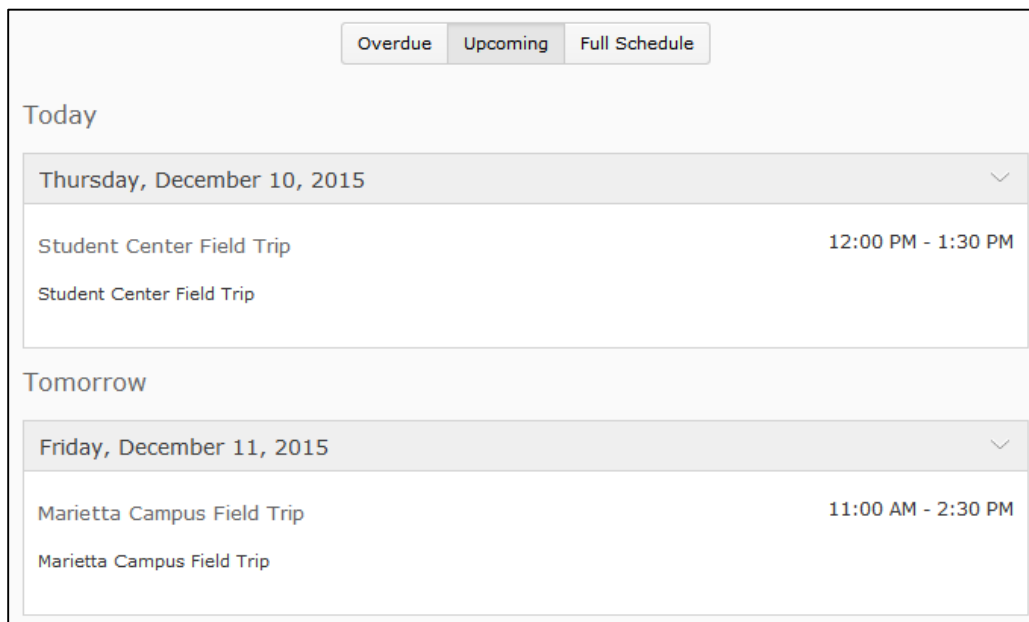 Overdue Upcoming Full Schedule
Today
Thursday, December 10, 2015
Student Center Field Trip 12:00 PM - 1:30 PM
Student Center Field Trip
Tomorrow
Friday, December 11, 2015
Marietta Campus Field Trip 11:00 AM - 2:30 PM
Marietta Campus Field Trip